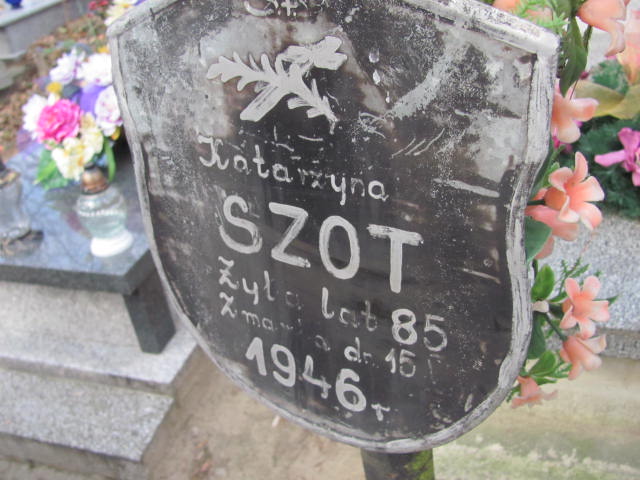 Katarzyna
SZOT
Żyła lat 85
Zmarła dn. 15
1946 r